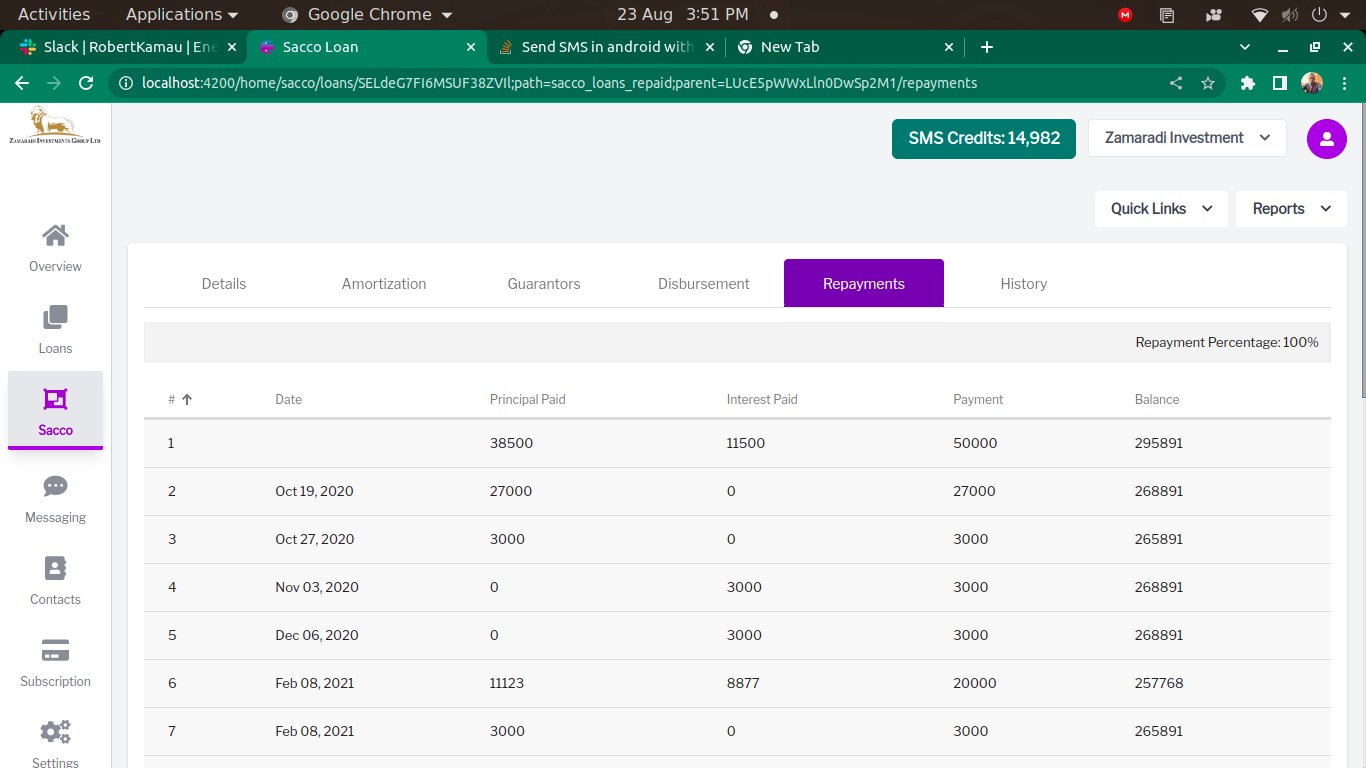 Activities Applications Google Chrome 23 Aug 3:51 PM
Slack | RobertKamau | Ene Sacco Loan Send SMS in android with New Tab
localhost:4200/home/sacco/loans/SELdeG7FI6MSUF38ZVIl;path=sacco_loans_repaid;parent=LUcE5pWWxLln0DwSp2M1/repayments
Zamaradi Investments Group Ltd
SMS Credits: 14,982 Zamaradi Investment
Quick Links Reports
Overview
Loans
Sacco
Messaging
Contacts
Subscription
Settings
Details Amortization Guarantors Disbursement Repayments History
Repayment Percentage: 100%
# Date Principal Paid Interest Paid Payment Balance
1 38500 11500 50000 295891
2 Oct 19, 2020 27000 0 27000 268891
3 Oct 27, 2020 3000 0 3000 265891
4 Nov 03, 2020 0 3000 3000 268891
5 Dec 06, 2020 0 3000 3000 268891
6 Feb 08, 2021 11123 8877 20000 257768
7 Feb 08, 2021 3000 0 3000 265891